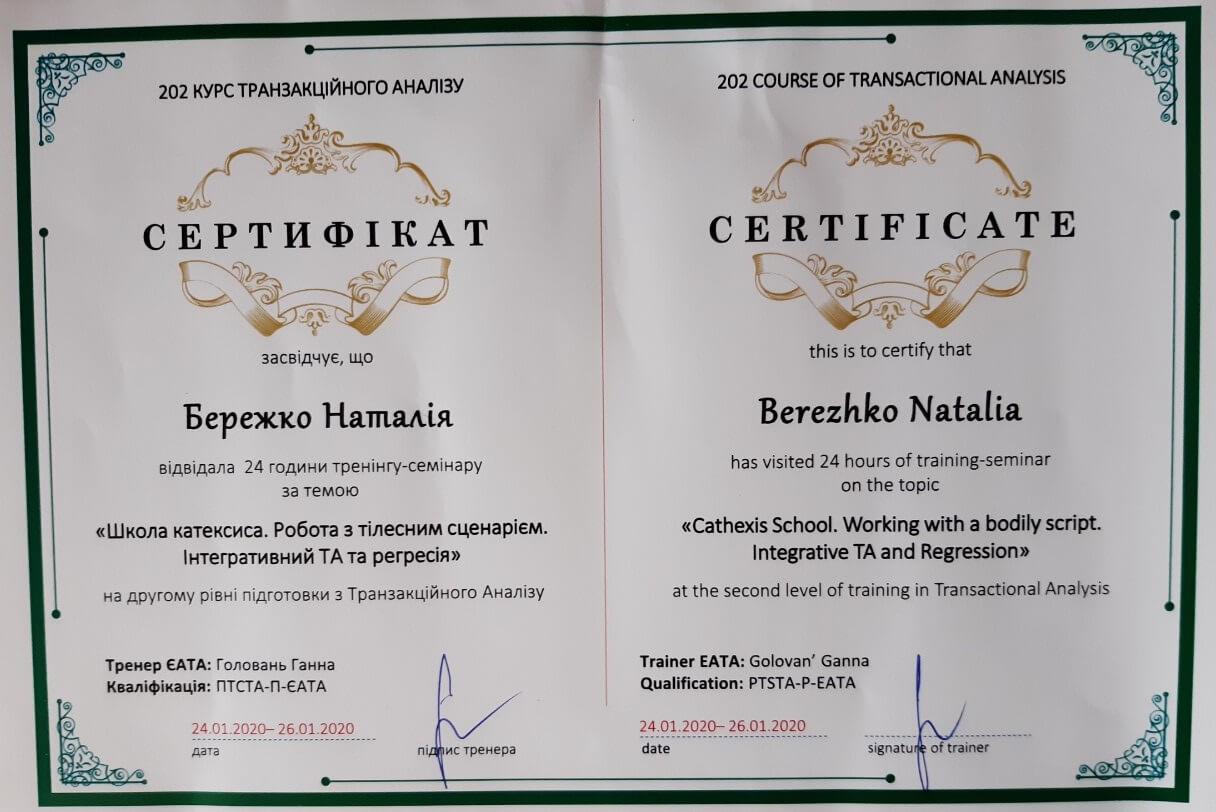 202 КУРС ТРАНЗАКЦІЙНОГО АНАЛІЗУ
СЕРТИФІКАТ
засвідчує, що
Бережко Наталія
відвідала 24 години тренінгу-семінару
за темою
«Школа катексиса. Робота з тілесним сценарієм.
Інтегративний ТА та регресія»
на другому рівні підготовки з Транзакційного Аналізу
Тренер ЄАТА: Головань Ганна
Кваліфікація: ПТСТА-П-ЄАТА
24.01.2020– 26.01.2020
дата
підпис тренера
202 COURSE OF TRANSACTIONAL ANALYSIS
CERTIFICATE
this is to certify that
Berezhko Natalia
has visited 24 hours of training-seminar
on the topic
«Cathexis School. Working with a bodily script.
Integrative TA and Regression»
at the second level of training in Transactional Analysis
Trainer EATA: Golovan’ Ganna
Qualification: PTSTA-P-EATA
24.01.2020– 26.01.2020
date
signature of trainer